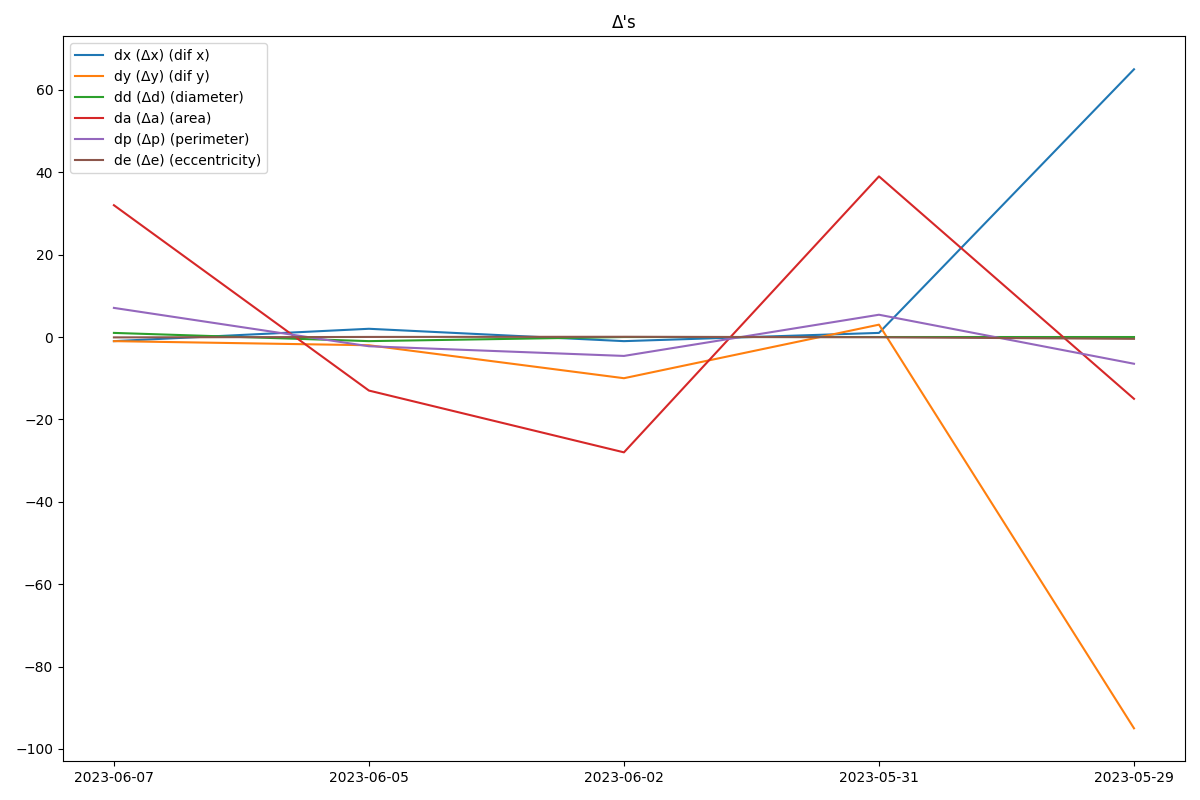 Δ's
dx (Δx) (dif x)
dy (Δy) (dif y)
dd (Δd) (diameter)
da (Δa) (area)
dp (Δp) (perimeter)
de (Δe) (eccentricity)
60
40
20
0
−20
−40
−60
−80
−100
2023-06-07 2023-06-05 2023-06-02 2023-05-31 2023-05-29